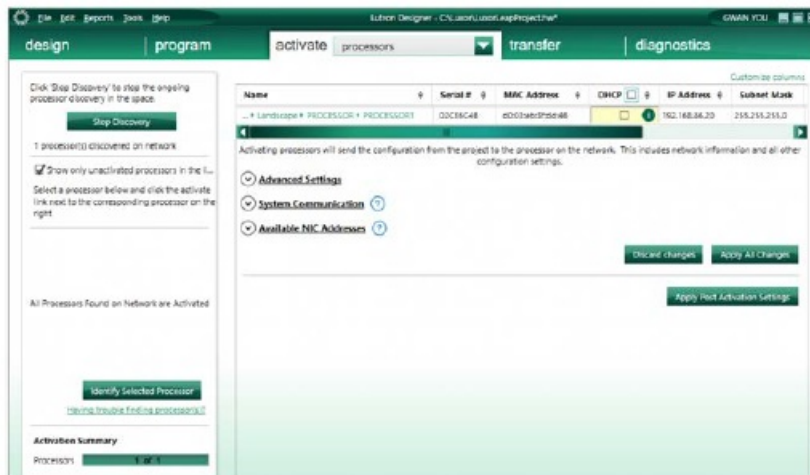 File Edit Reports Tools Help
Lutron Designer - C:\Luxor\LuxorLeapProject.hw*
GWAN YOU
design
program
activate
processors
transfer
diagnostics
Click 'Stop Discovery' to stop the ongoing
processor discovery in the space.
Stop Discovery
1 processor(s) discovered on network
Show only unactivated processors in the l...
Select a processor below and click the activate
link next to the corresponding processor on the
right
All Processors Found on Network are Activated
Identify Selected Processor
Having trouble finding processors?
Activation Summary
Processors 1 of 1
Customize columns
Name Serial # MAC Address DHCP IP Address Subnet Mask
... Landscape PROCESSOR PROCESSOR1 192.168.86.20 255.255.255.0
Activating processors will send the configuration from the project to the processor on the network. This includes network information and all other
configuration settings.
Advanced Settings
System Communication ?
Available NIC Addresses ?
Discard changes
Apply All Changes
Apply Post Activation Settings